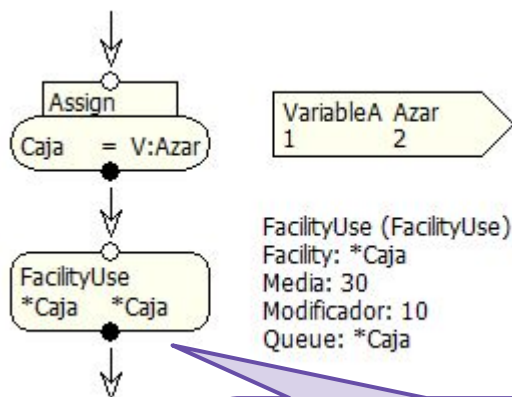 Assign
Caja = V:Azar
VariableA Azar
1 2
FacilityUse
*Caja *Caja
FacilityUse (FacilityUse)
Facility: *Caja
Media: 30
Modificador: 10
Queue: *Caja